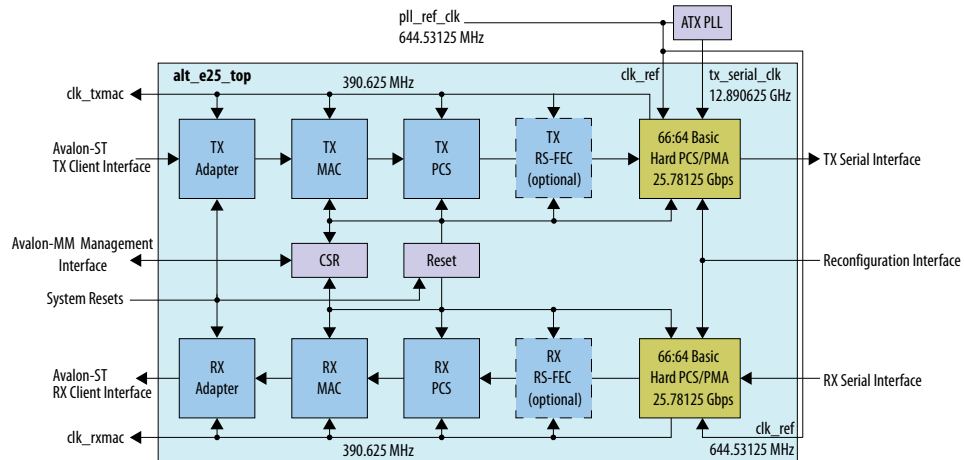 pll_ref_clk
644.53125 MHz
ATX PLL
alt_e25_top
390.625 MHz
clk_ref
tx_serial_clk
12.890625 GHz
clk_txmac
Avalon-ST
TX Client Interface
TX
Adapter
TX
MAC
TX
PCS
TX
RS-FEC
(optional)
66:64 Basic
Hard PCS/PMA
25.78125 Gbps
TX Serial Interface
Avalon-MM Management
Interface
CSR
Reset
Reconfiguration Interface
System Resets
Avalon-ST
RX Client Interface
RX
Adapter
RX
MAC
RX
PCS
RX
RS-FEC
(optional)
66:64 Basic
Hard PCS/PMA
25.78125 Gbps
RX Serial Interface
clk_rxmac
390.625 MHz
clk_ref
644.53125 MHz